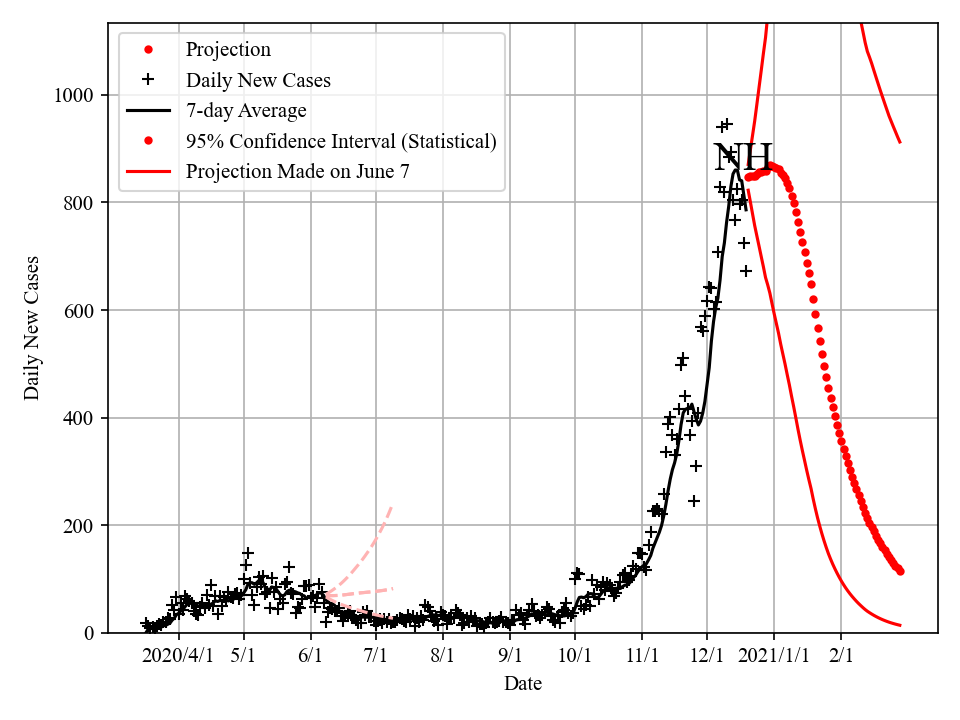 Projection
Daily New Cases
7-day Average
95% Confidence Interval (Statistical)
Projection Made on June 7
NH
Daily New Cases
1000
800
600
400
200
0
2020/4/1 5/1 6/1 7/1 8/1 9/1 10/1 11/1 12/1 2021/1/1 2/1
Date